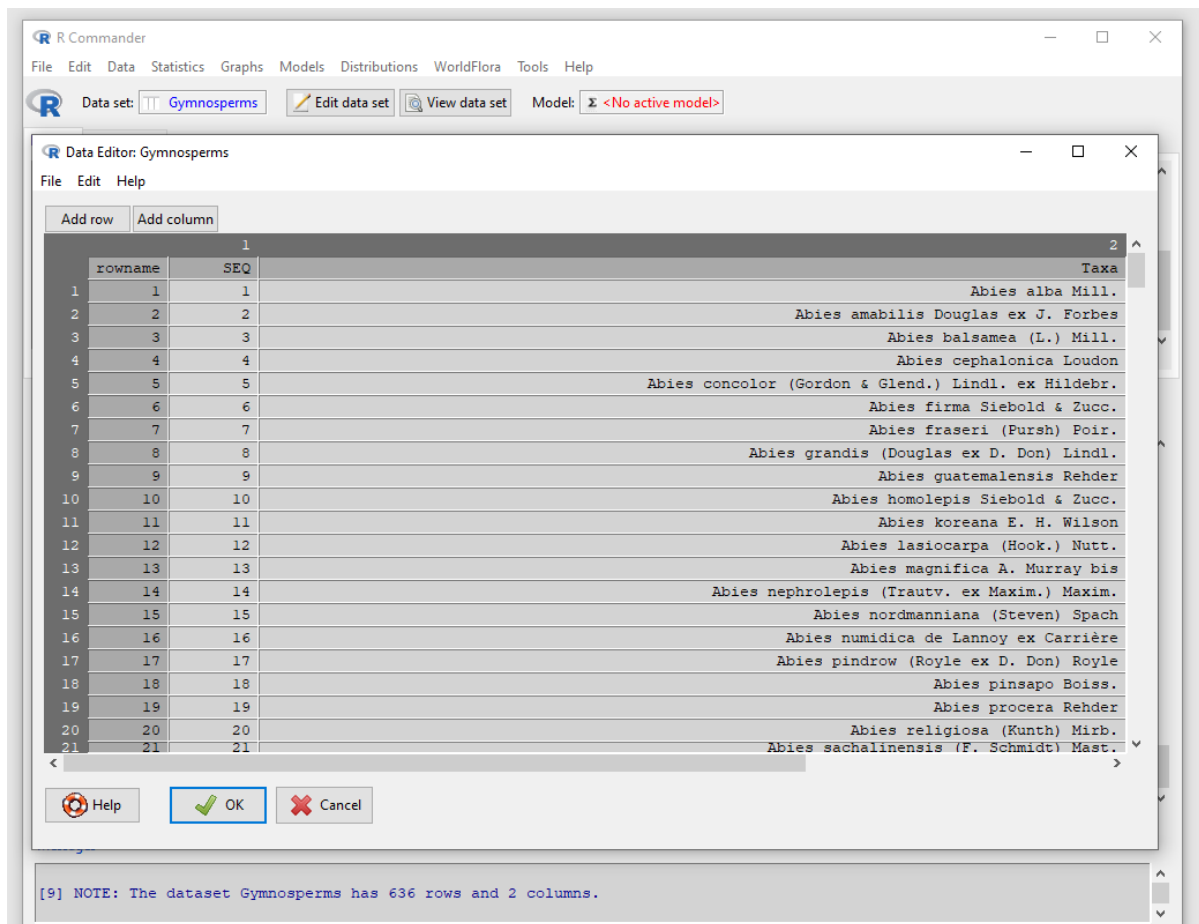 R Commander
File Edit Data Statistics Graphs Models Distributions WorldFlora Tools Help
R Data set: Gymnosperms Edit data set View data set Model: Σ <No active model>
R Data Editor: Gymnosperms
File Edit Help
Add row Add column
1 2
rowname SEQ Taxa
1 1 1 Abies alba Mill.
2 2 2 Abies amabilis Douglas ex J. Forbes
3 3 3 Abies balsamea (L.) Mill.
4 4 4 Abies cephalonica Loudon
5 5 5 Abies concolor (Gordon & Glend.) Lindl. ex Hildebr.
6 6 6 Abies firma Siebold & Zucc.
7 7 7 Abies fraseri (Pursh) Poir.
8 8 8 Abies grandis (Douglas ex D. Don) Lindl.
9 9 9 Abies guatemalensis Rehder
10 10 10 Abies homolepis Siebold & Zucc.
11 11 11 Abies koreana E. H. Wilson
12 12 12 Abies lasiocarpa (Hook.) Nutt.
13 13 13 Abies magnifica A. Murray bis
14 14 14 Abies nephrolepis (Trautv. ex Maxim.) Maxim.
15 15 15 Abies nordmanniana (Steven) Spach
16 16 16 Abies numidica de Lannoy ex Carrière
17 17 17 Abies pindrow (Royle ex D. Don) Royle
18 18 18 Abies pinsapo Boiss.
19 19 19 Abies procera Rehder
20 20 20 Abies religiosa (Kunth) Mirb.
21 21 21 Abies sachalinensis (F. Schmidt) Mast.
Help OK Cancel
[9] NOTE: The dataset Gymnosperms has 636 rows and 2 columns.